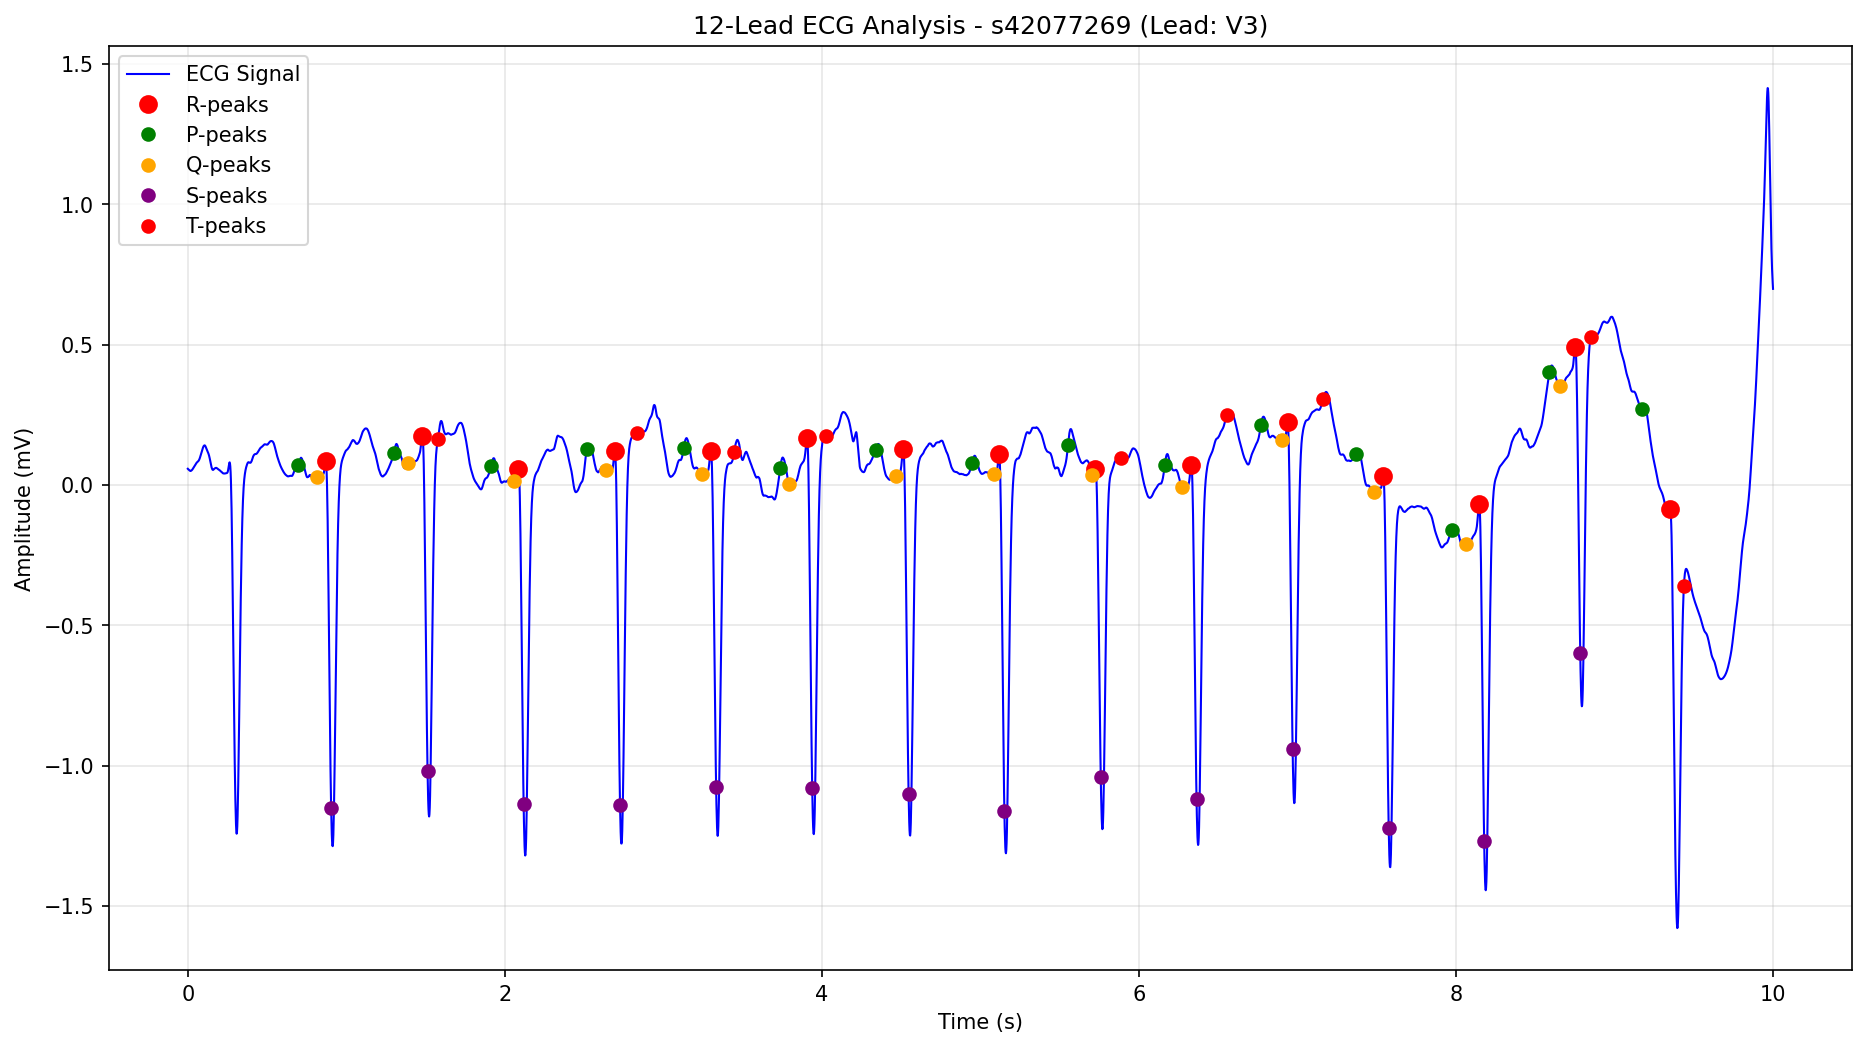 12-Lead ECG Analysis - s42077269 (Lead: V3)
ECG Signal
R-peaks
P-peaks
Q-peaks
S-peaks
T-peaks
Amplitude (mV)
1.5
1.0
0.5
0.0
−0.5
−1.0
−1.5
0 2 4 6 8 10
Time (s)